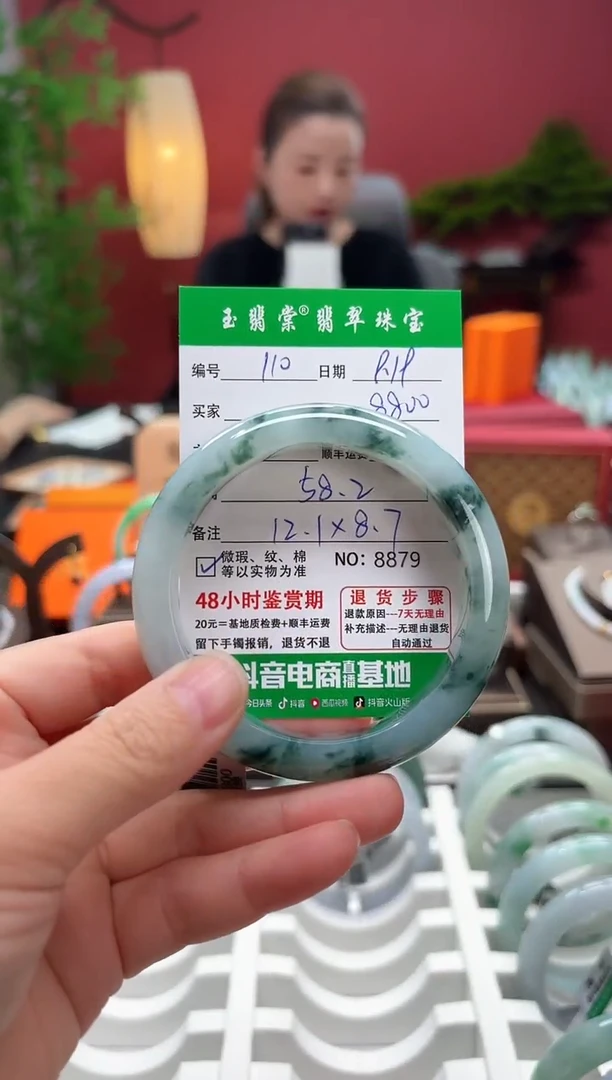 玉翡棠®翡翠珠宝
编号 110 日期
买家 8800
顺丰运费
58.2
备注 12.1×8.7
微瑕、纹、棉
等以实物为准
NO: 8879
48小时鉴赏期
20元=基地质检费+顺丰运费
留下手镯报销,退货不退
退货步骤
退款原因---7天无理由
补充描述---无理由退货
自动通过
抖音电商直播基地
今日头条 抖音 西瓜视频 抖音火山版